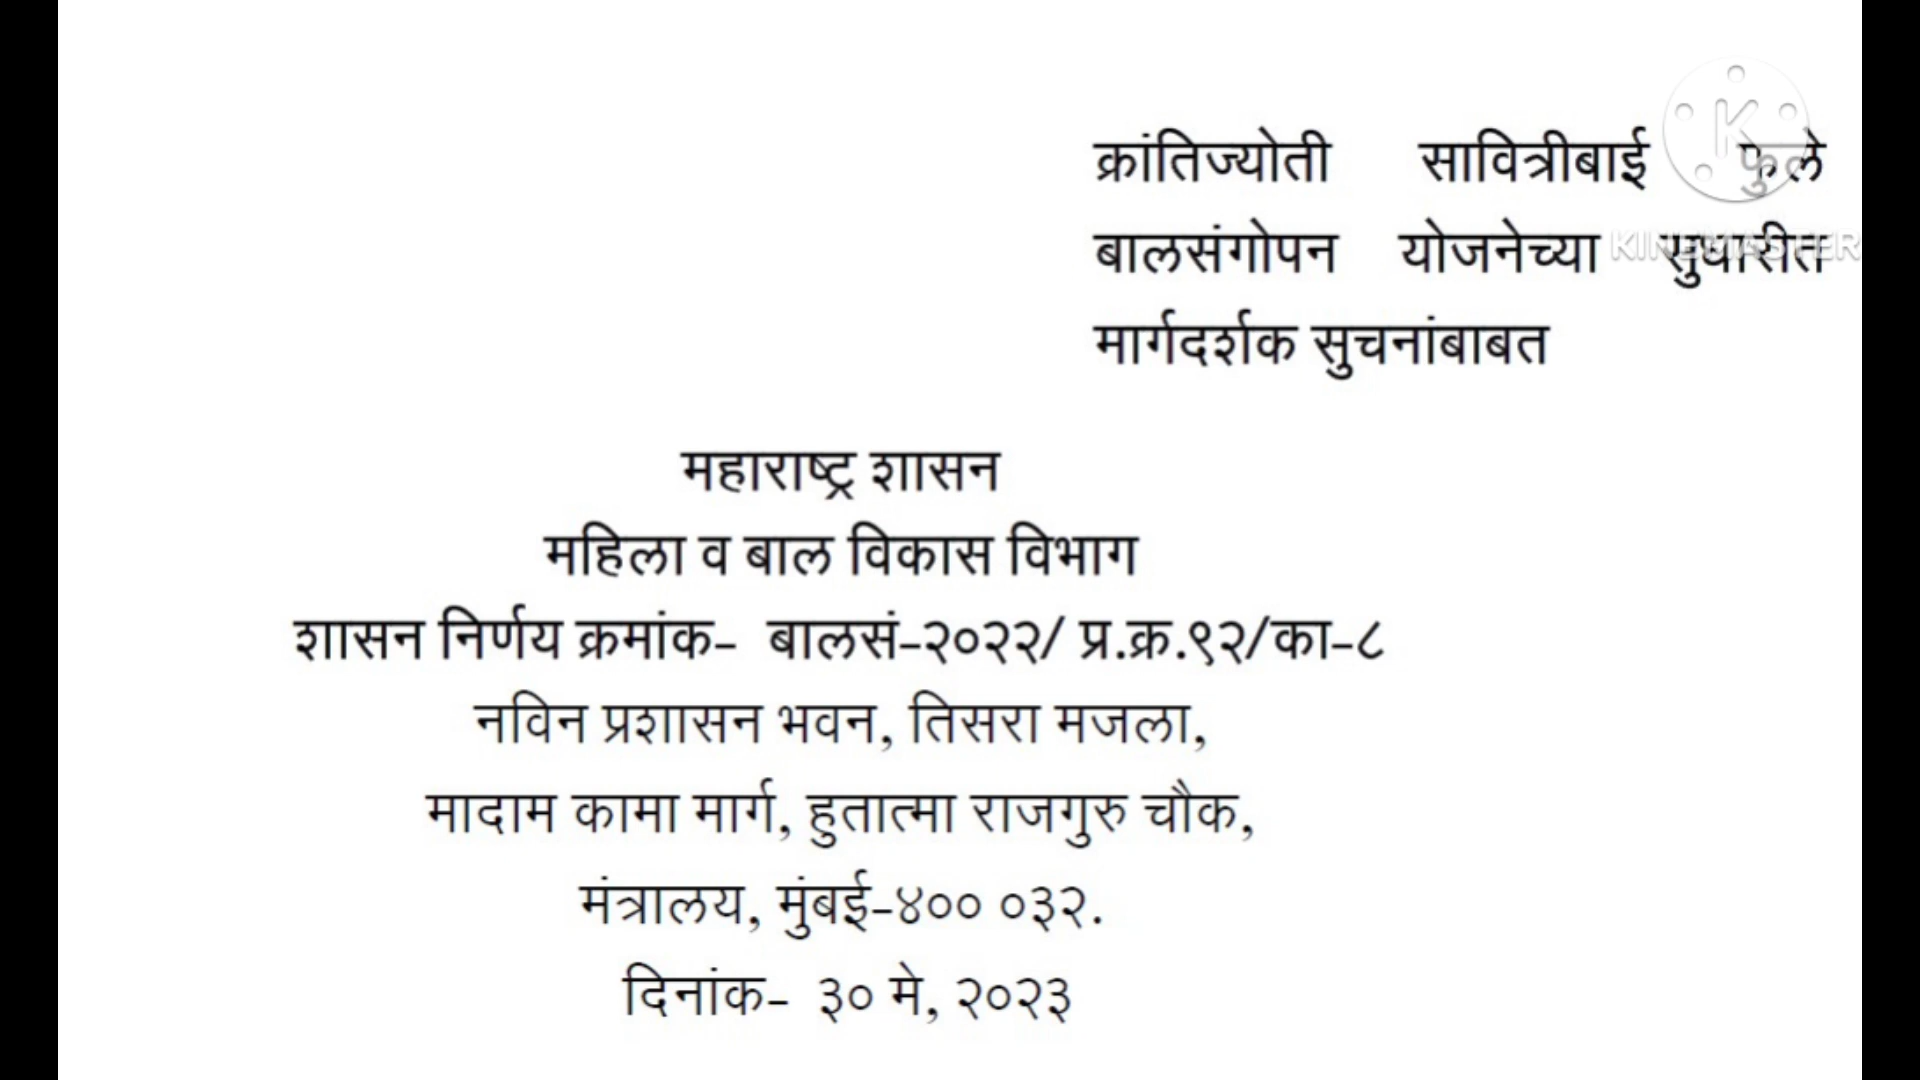 क्रांतिज्योती सावित्रीबाई फुले
बालसंगोपन योजनेच्या सुधारीत
मार्गदर्शक सुचनांबाबत
KINEMASTER
महाराष्ट्र शासन
महिला व बाल विकास विभाग
शासन निर्णय क्रमांक- बालसं-२०२२/ प्र.क्र.९२/का-८
नविन प्रशासन भवन, तिसरा मजला,
मादाम कामा मार्ग, हुतात्मा राजगुरु चौक,
मंत्रालय, मुंबई-४०० ०३२.
दिनांक- ३० मे, २०२३